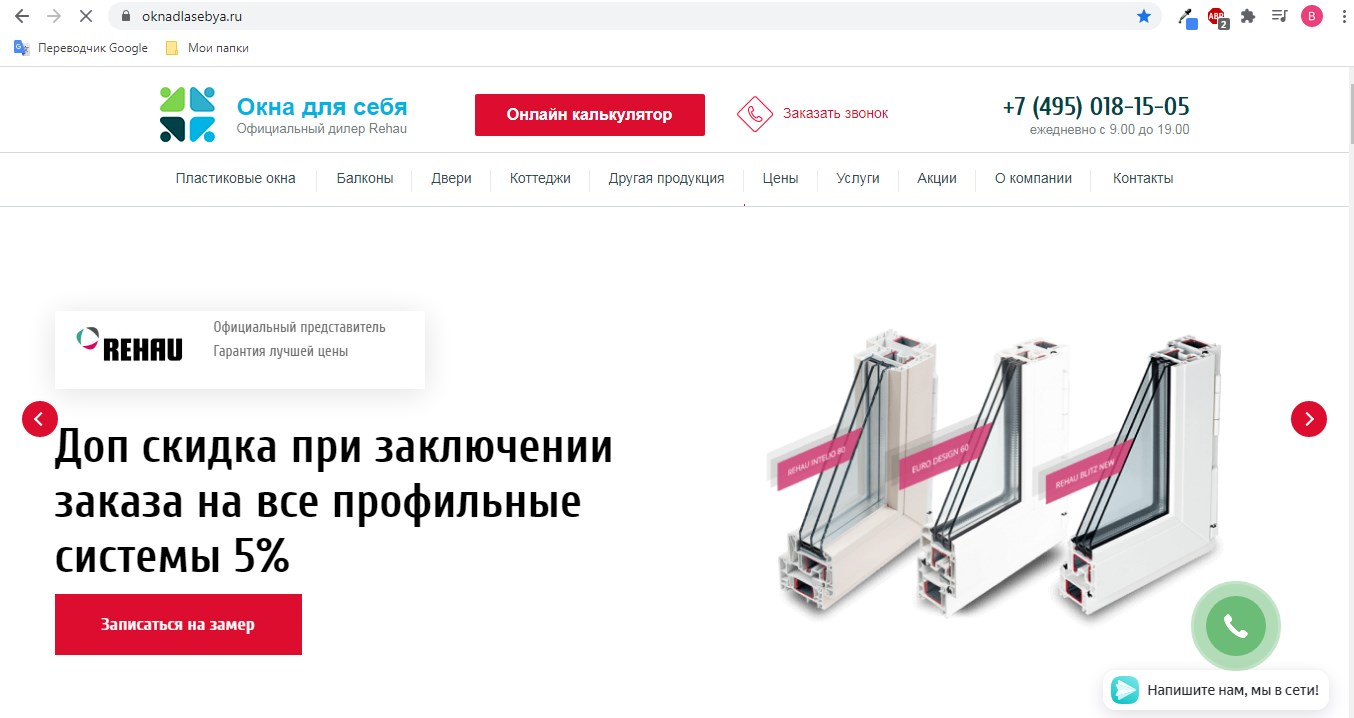 oknadlasebya.ru
ABP
2
B
Переводчик Google
Мои папки
Окна для себя
Официальный дилер Rehau
Онлайн калькулятор
Заказать звонок
+7 (495) 018-15-05
ежедневно с 9.00 до 19.00
Пластиковые окна
Балконы
Двери
Коттеджи
Другая продукция
Цены
Услуги
Акции
О компании
Контакты
REHAU
Официальный представитель
Гарантия лучшей цены
Доп скидка при заключении
заказа на все профильные
системы 5%
Записаться на замер
REHAU INTELIO 80
EURO DESIGN 60
REHAU BLITZ NEW
Напишите нам, мы в сети!